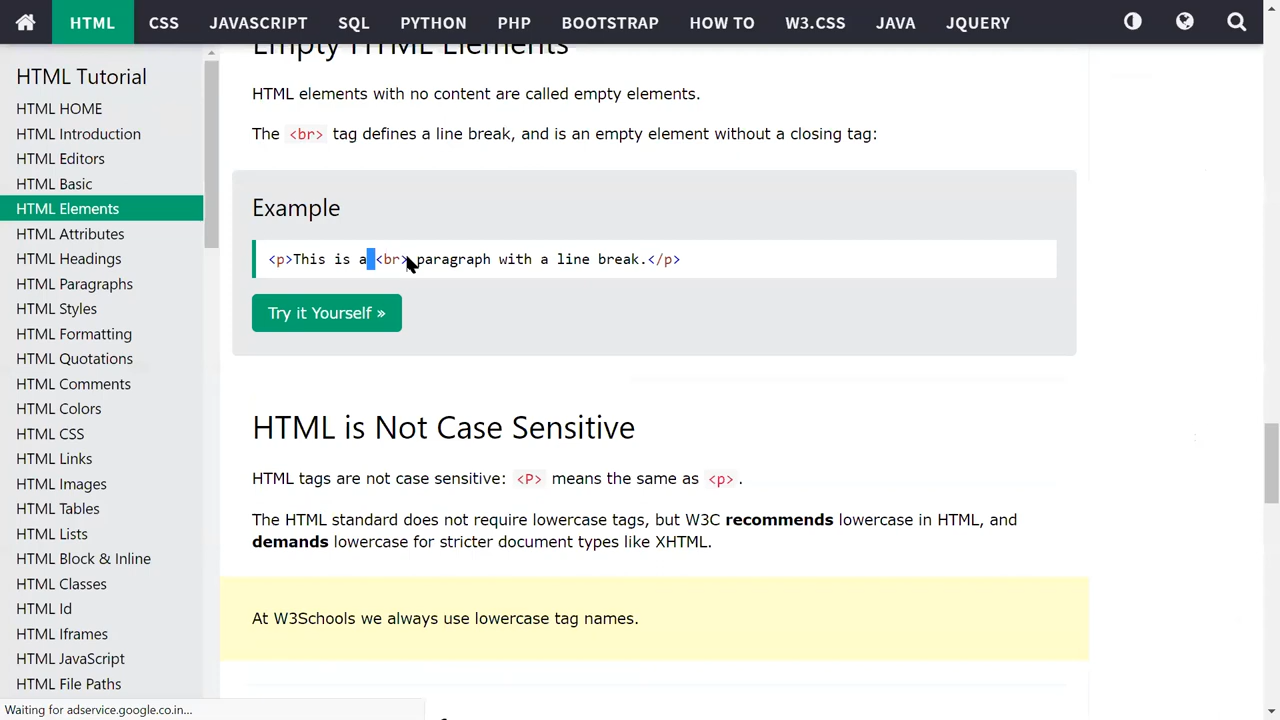 HTML CSS JAVASCRIPT SQL PYTHON PHP BOOTSTRAP HOW TO W3.CSS JAVA JQUERY
HTML Tutorial
HTML HOME
HTML Introduction
HTML Editors
HTML Basic
HTML Elements
HTML Attributes
HTML Headings
HTML Paragraphs
HTML Styles
HTML Formatting
HTML Quotations
HTML Comments
HTML Colors
HTML CSS
HTML Links
HTML Images
HTML Tables
HTML Lists
HTML Block & Inline
HTML Classes
HTML Id
HTML Iframes
HTML JavaScript
HTML File Paths
Empty HTML Elements
HTML elements with no content are called empty elements.
The <br> tag defines a line break, and is an empty element without a closing tag:
Example
<p>This is a <br> paragraph with a line break.</p>
Try it Yourself »
HTML is Not Case Sensitive
HTML tags are not case sensitive: <P> means the same as <p>.
The HTML standard does not require lowercase tags, but W3C recommends lowercase in HTML, and
demands lowercase for stricter document types like XHTML.
At W3Schools we always use lowercase tag names.
Waiting for adservice.google.co.in...